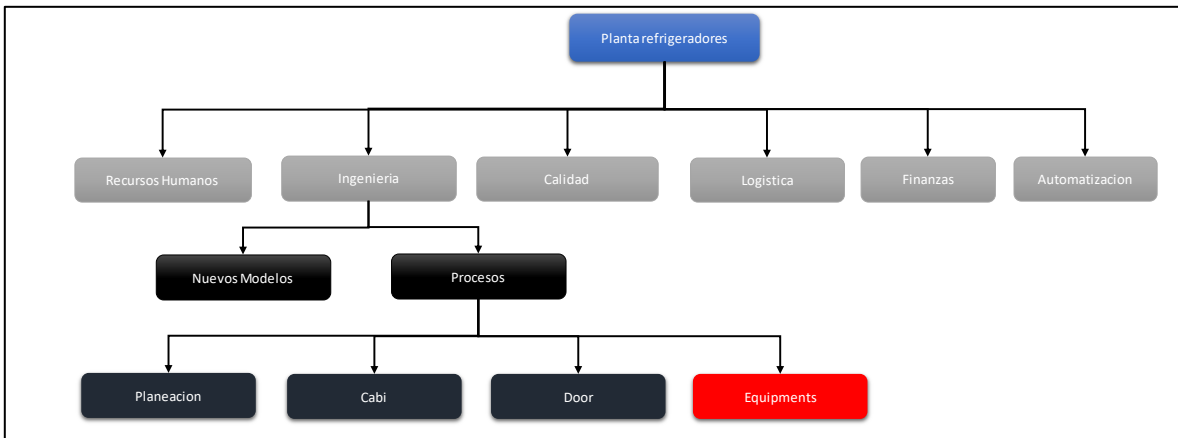 Planta refrigeradores
Recursos Humanos
Ingenieria
Calidad
Logistica
Finanzas
Automatizacion
Nuevos Modelos
Procesos
Planeacion
Cabi
Door
Equipments